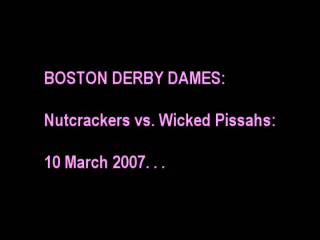 BOSTON DERBY DAMES:
Nutcrackers vs. Wicked Pissahs:
10 March 2007. . .